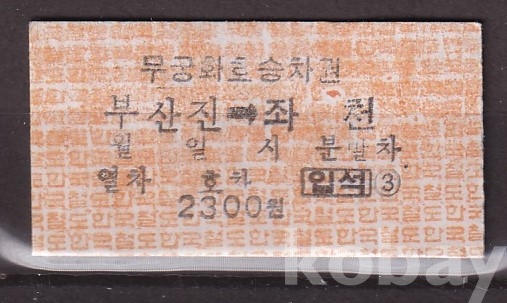 무궁화호승차권
부산진➡좌 천
월 일 시 분발차
열차 호차 입석 ③
2300원
kobay